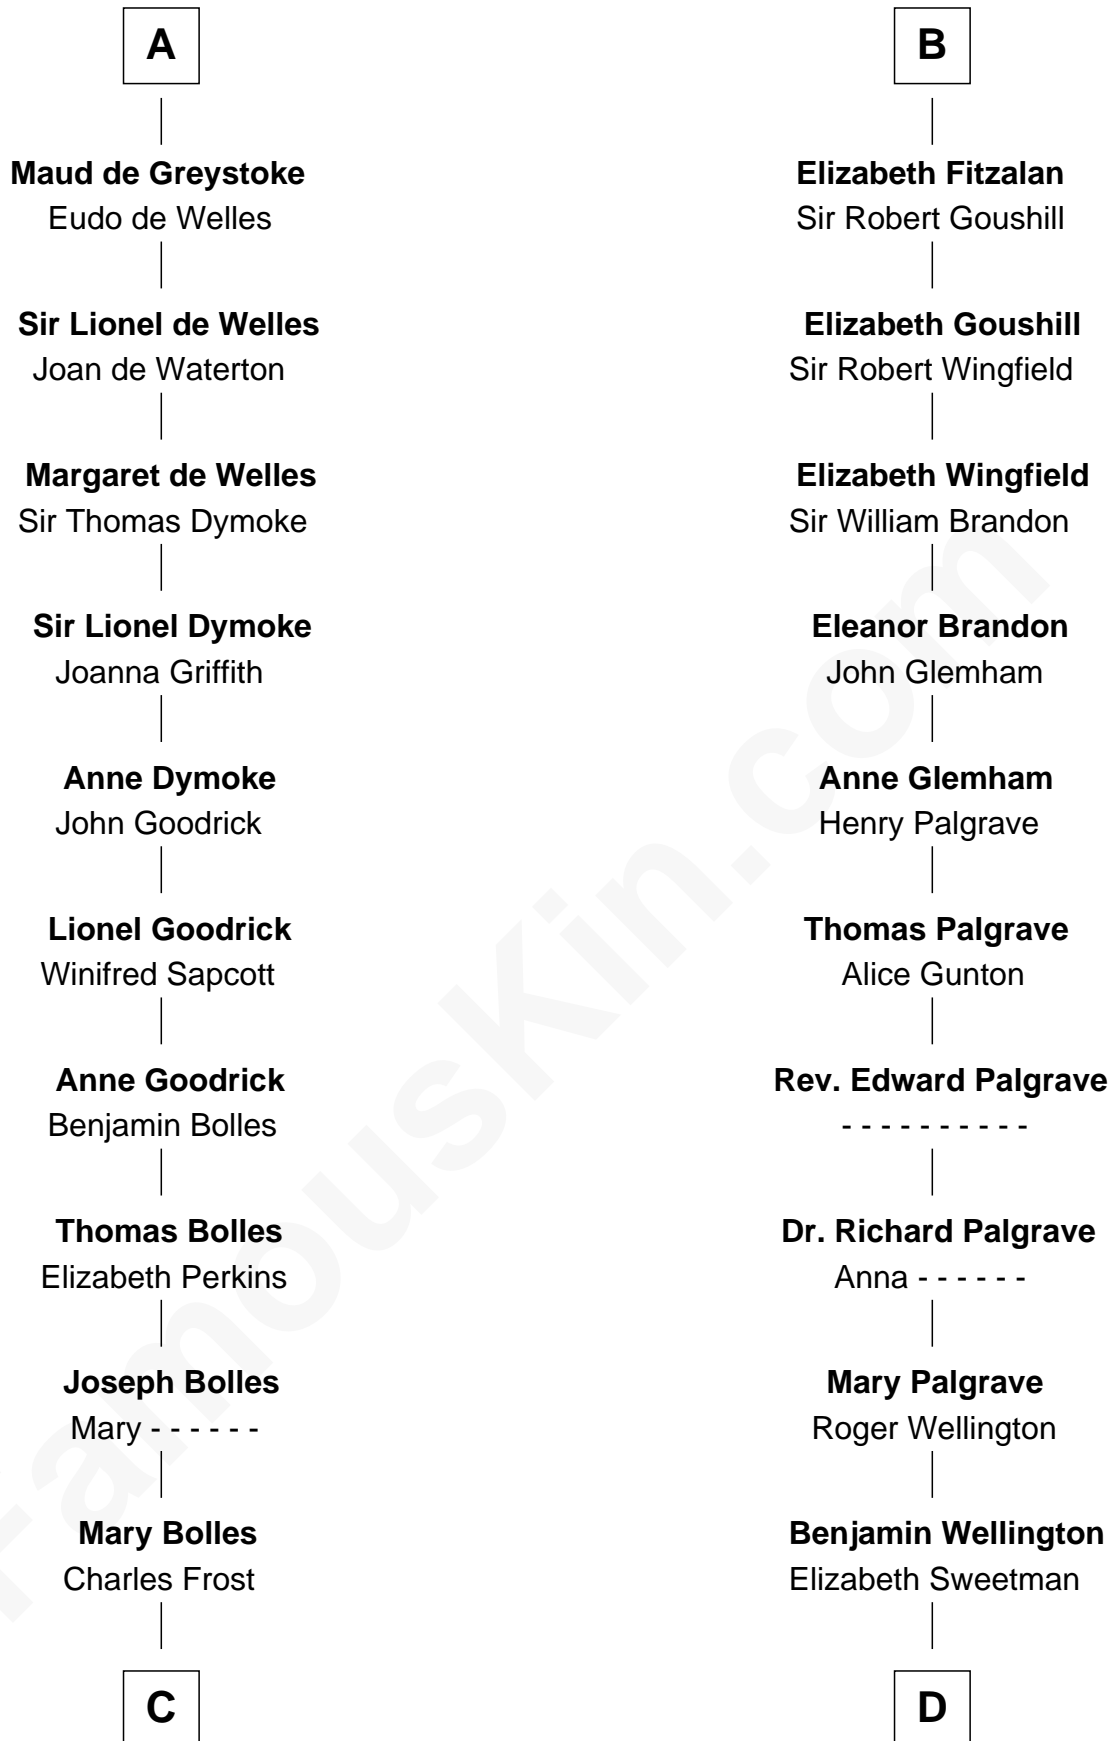 A
Maud de Greystoke
Eudo de Welles
Sir Lionel de Welles
Joan de Waterton
Margaret de Welles
Sir Thomas Dymoke
Sir Lionel Dymoke
Joanna Griffith
Anne Dymoke
John Goodrick
Lionel Goodrick
Winifred Sapcott
Anne Goodrick
Benjamin Bolles
Thomas Bolles
Elizabeth Perkins
Joseph Bolles
Mary - - - - - -
Mary Bolles
Charles Frost
C
B
Elizabeth Fitzalan
Sir Robert Goushill
Elizabeth Goushill
Sir Robert Wingfield
Elizabeth Wingfield
Sir William Brandon
Eleanor Brandon
John Glemham
Anne Glemham
Henry Palgrave
Thomas Palgrave
Alice Gunton
Rev. Edward Palgrave
- - - - - - - - - -
Dr. Richard Palgrave
Anna - - - - - -
Mary Palgrave
Roger Wellington
Benjamin Wellington
Elizabeth Sweetman
D
FamousKin.com